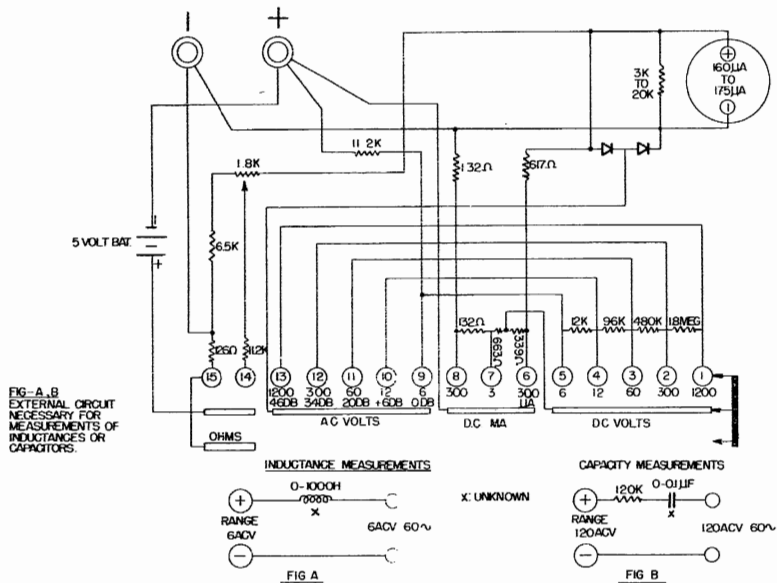 - +
160µA
TO
175µA
3K
TO
20K
11 2K
1.8K
1 32Ω
617Ω
5 VOLT BAT.
+
6.5K
132Ω
663Ω
339Ω
12K 96K 480K 1.8MEG
126Ω
11.2K
15 14 13 12 11 10 9 8 7 6 5 4 3 2 1
1200 300 60 12 6 300 3 300 6 12 60 300 1200
46DB 34DB 20DB +6DB 0DB UA
OHMS
A C VOLTS
D.C MA
DC VOLTS
FIG-A,B
EXTERNAL CIRCUIT
NECESSARY FOR
MEASUREMENTS OF
INDUCTANCES OR
CAPACITORS.
INDUCTANCE MEASUREMENTS
0-1000H
X
+
RANGE
6ACV
6ACV 60~
−
FIG A
X: UNKNOWN
CAPACITY MEASUREMENTS
120K
0-0.1µF
X
+
RANGE
120ACV
120ACV 60~
−
FIG B